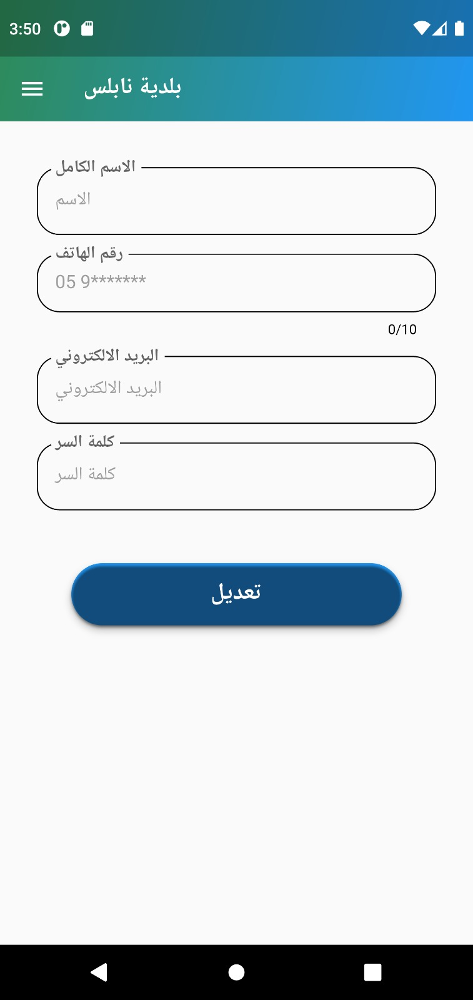 3:50
بلدية نابلس
الاسم الكامل
الاسم
رقم الهاتف
05 9*******
0/10
البريد الالكتروني
البريد الالكتروني
كلمة السر
كلمة السر
تعديل